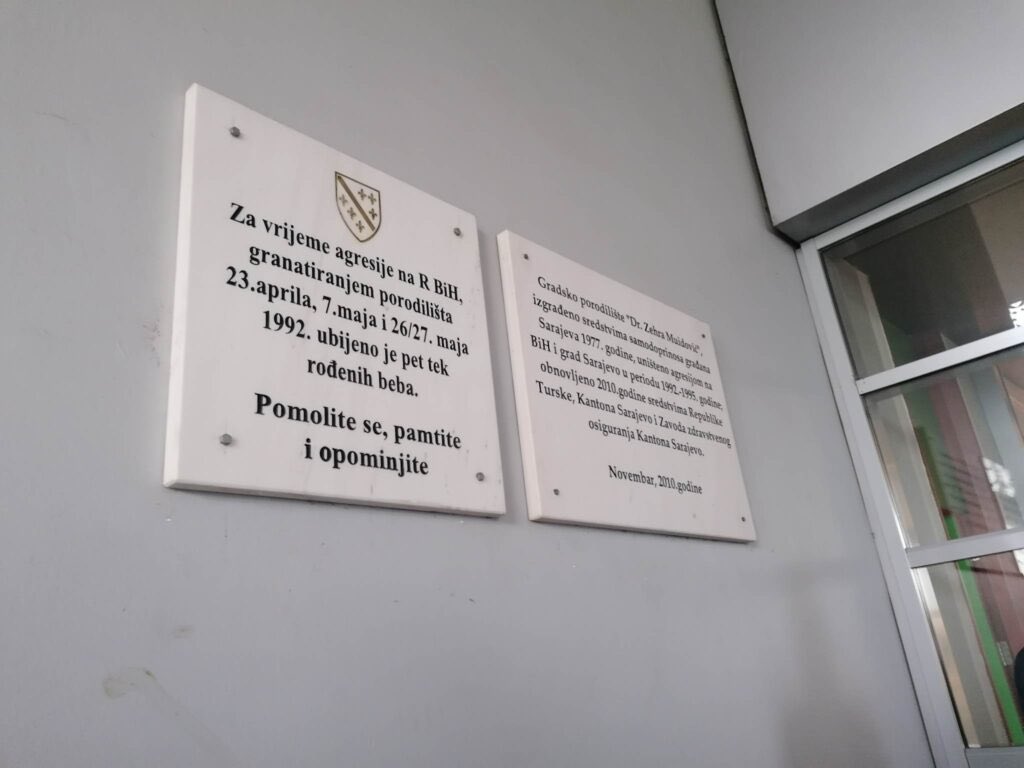 Za vrijeme agresije na R BiH,
granatiranjem porodilišta
23.aprila, 7.maja i 26/27. maja
1992. ubijeno je pet tek
rođenih beba.
Pomolite se, pamtite
i opominjite
Gradsko porodilište "Dr. Zehra Muidović",
izgrađeno sredstvima samodoprinosa građana
Sarajeva 1977. godine, uništeno agresijom na
BiH i grad Sarajevo u periodu 1992.-1995. godine,
obnovljeno 2010.godine sredstvima Republike
Turske, Kantona Sarajevo i Zavoda zdravstvenog
osiguranja Kantona Sarajevo.
Novembar, 2010.godine